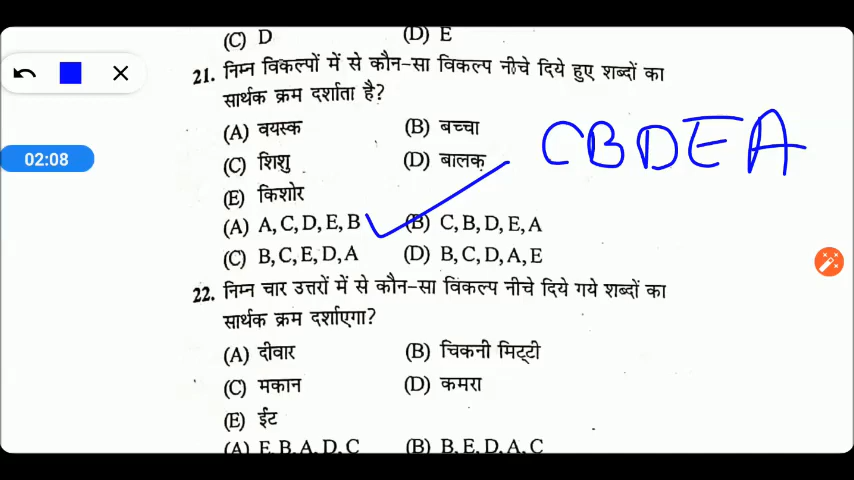 (C) D (D) E
21. निम्न विकल्पों में से कौन-सा विकल्प नीचे दिये हुए शब्दों का
सार्थक क्रम दर्शाता है?
(A) वयस्क (B) बच्चा
(C) शिशु (D) बालक
(E) किशोर
CBDEA
02:08
(A) A, C, D, E, B (B) C, B, D, E, A
(C) B, C, E, D, A (D) B, C, D, A, E
22. निम्न चार उत्तरों में से कौन-सा विकल्प नीचे दिये गये शब्दों का
सार्थक क्रम दर्शाएगा?
(A) दीवार (B) चिकनी मिट्टी
(C) मकान (D) कमरा
(E) ईंट
(A) E, B, A, D, C (B) B, E, D, A, C